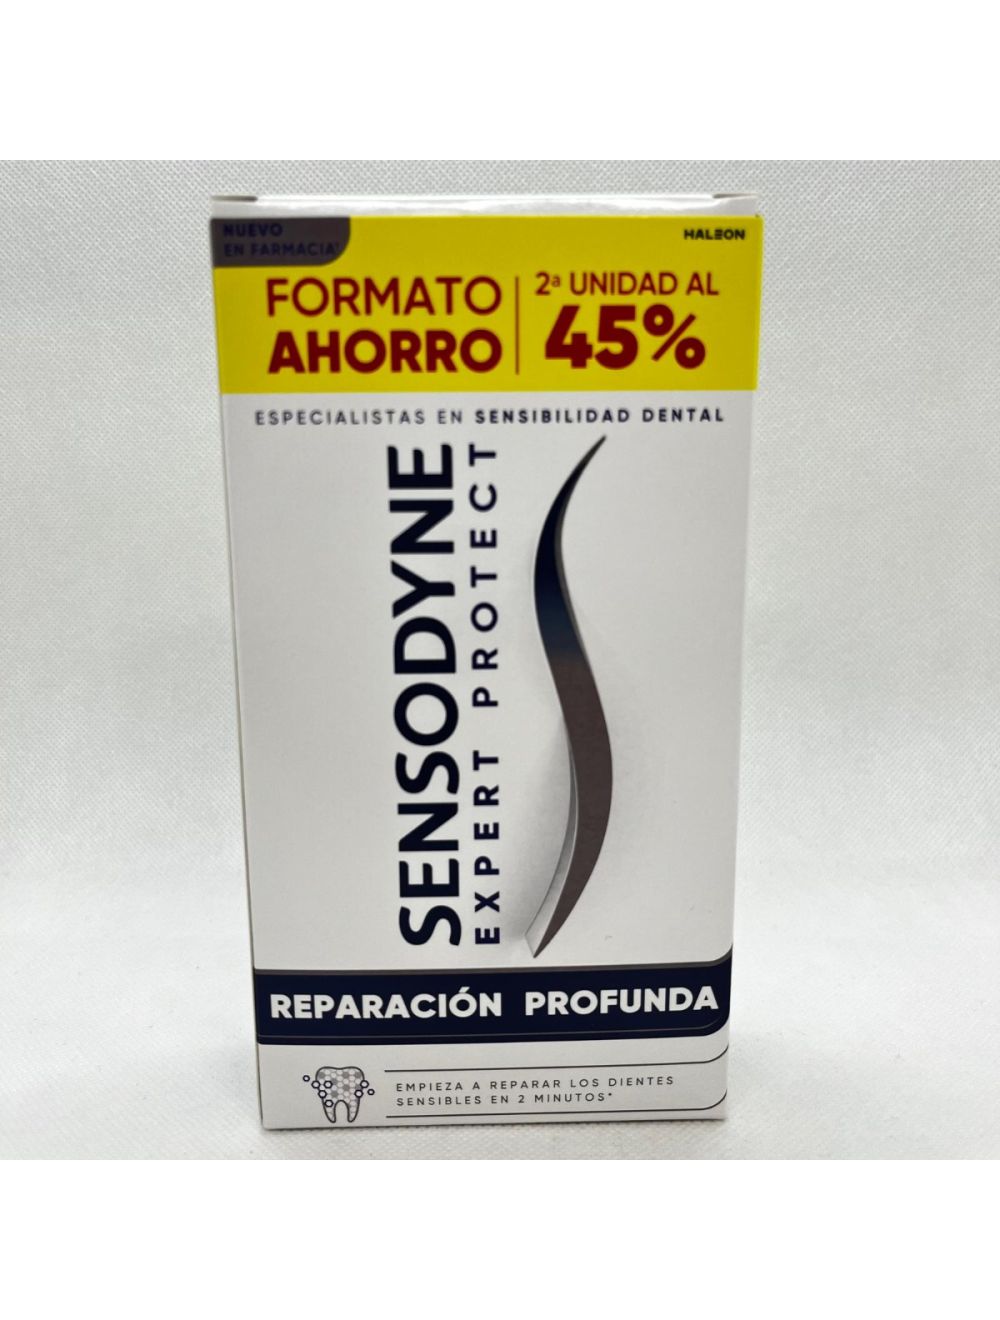 NUEVO
EN FARMACIA¹
HALEON
FORMATO
AHORRO
2ª UNIDAD AL
45%
ESPECIALISTAS EN SENSIBILIDAD DENTAL
SENSODYNE
EXPERT PROTECT
REPARACIÓN PROFUNDA
EMPIEZA A REPARAR LOS DIENTES
SENSIBLES EN 2 MINUTOS*